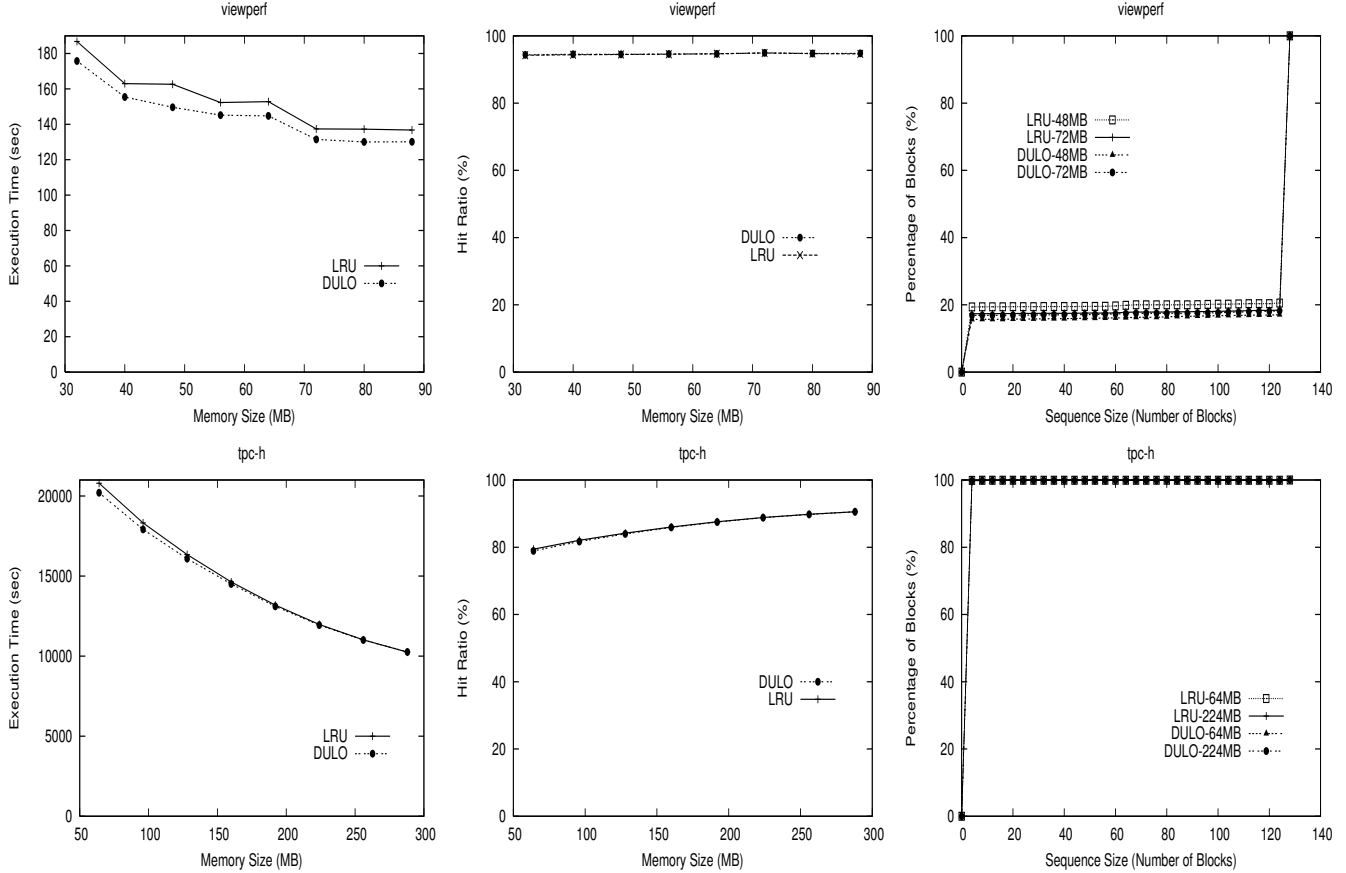 viewperf
Execution Time (sec)
180
160
140
120
100
80
60
40
20
0
LRU
DULO
30 40 50 60 70 80 90
Memory Size (MB)
viewperf
Hit Ratio (%)
100
80
60
40
20
0
DULO
LRU
30 40 50 60 70 80 90
Memory Size (MB)
viewperf
Percentage of Blocks (%)
100
80
60
40
20
0
LRU-48MB
LRU-72MB
DULO-48MB
DULO-72MB
0 20 40 60 80 100 120 140
Sequence Size (Number of Blocks)
tpc-h
Execution Time (sec)
20000
15000
10000
5000
0
LRU
DULO
50 100 150 200 250 300
Memory Size (MB)
tpc-h
Hit Ratio (%)
100
80
60
40
20
0
DULO
LRU
50 100 150 200 250 300
Memory Size (MB)
tpc-h
Percentage of Blocks (%)
100
80
60
40
20
0
LRU-64MB
LRU-224MB
DULO-64MB
DULO-224MB
0 20 40 60 80 100 120 140
Sequence Size (Number of Blocks)